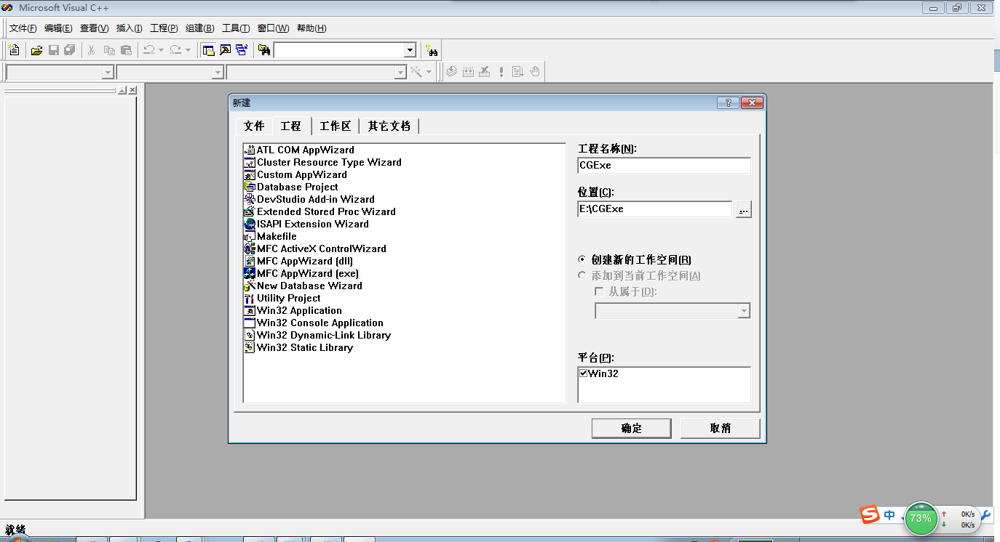 Microsoft Visual C++
文件(F) 编辑(E) 查看(V) 插入(I) 工程(P) 组建(B) 工具(T) 窗口(W) 帮助(H)
新建
文件 工程 工作区 其它文档
ATL COM AppWizard
Cluster Resource Type Wizard
Custom AppWizard
Database Project
DevStudio Add-in Wizard
Extended Stored Proc Wizard
ISAPI Extension Wizard
Makefile
MFC ActiveX ControlWizard
MFC AppWizard (dll)
MFC AppWizard (exe)
New Database Wizard
Utility Project
Win32 Application
Win32 Console Application
Win32 Dynamic-Link Library
Win32 Static Library
工程名称(N):
CGExe
位置(C):
E:\CGExe
...
创建新的工作空间(R)
添加到当前工作空间(A)
从属于(D):
平台(P):
Win32
确定 取消
就绪
S 中
73%
0K/s
0K/s